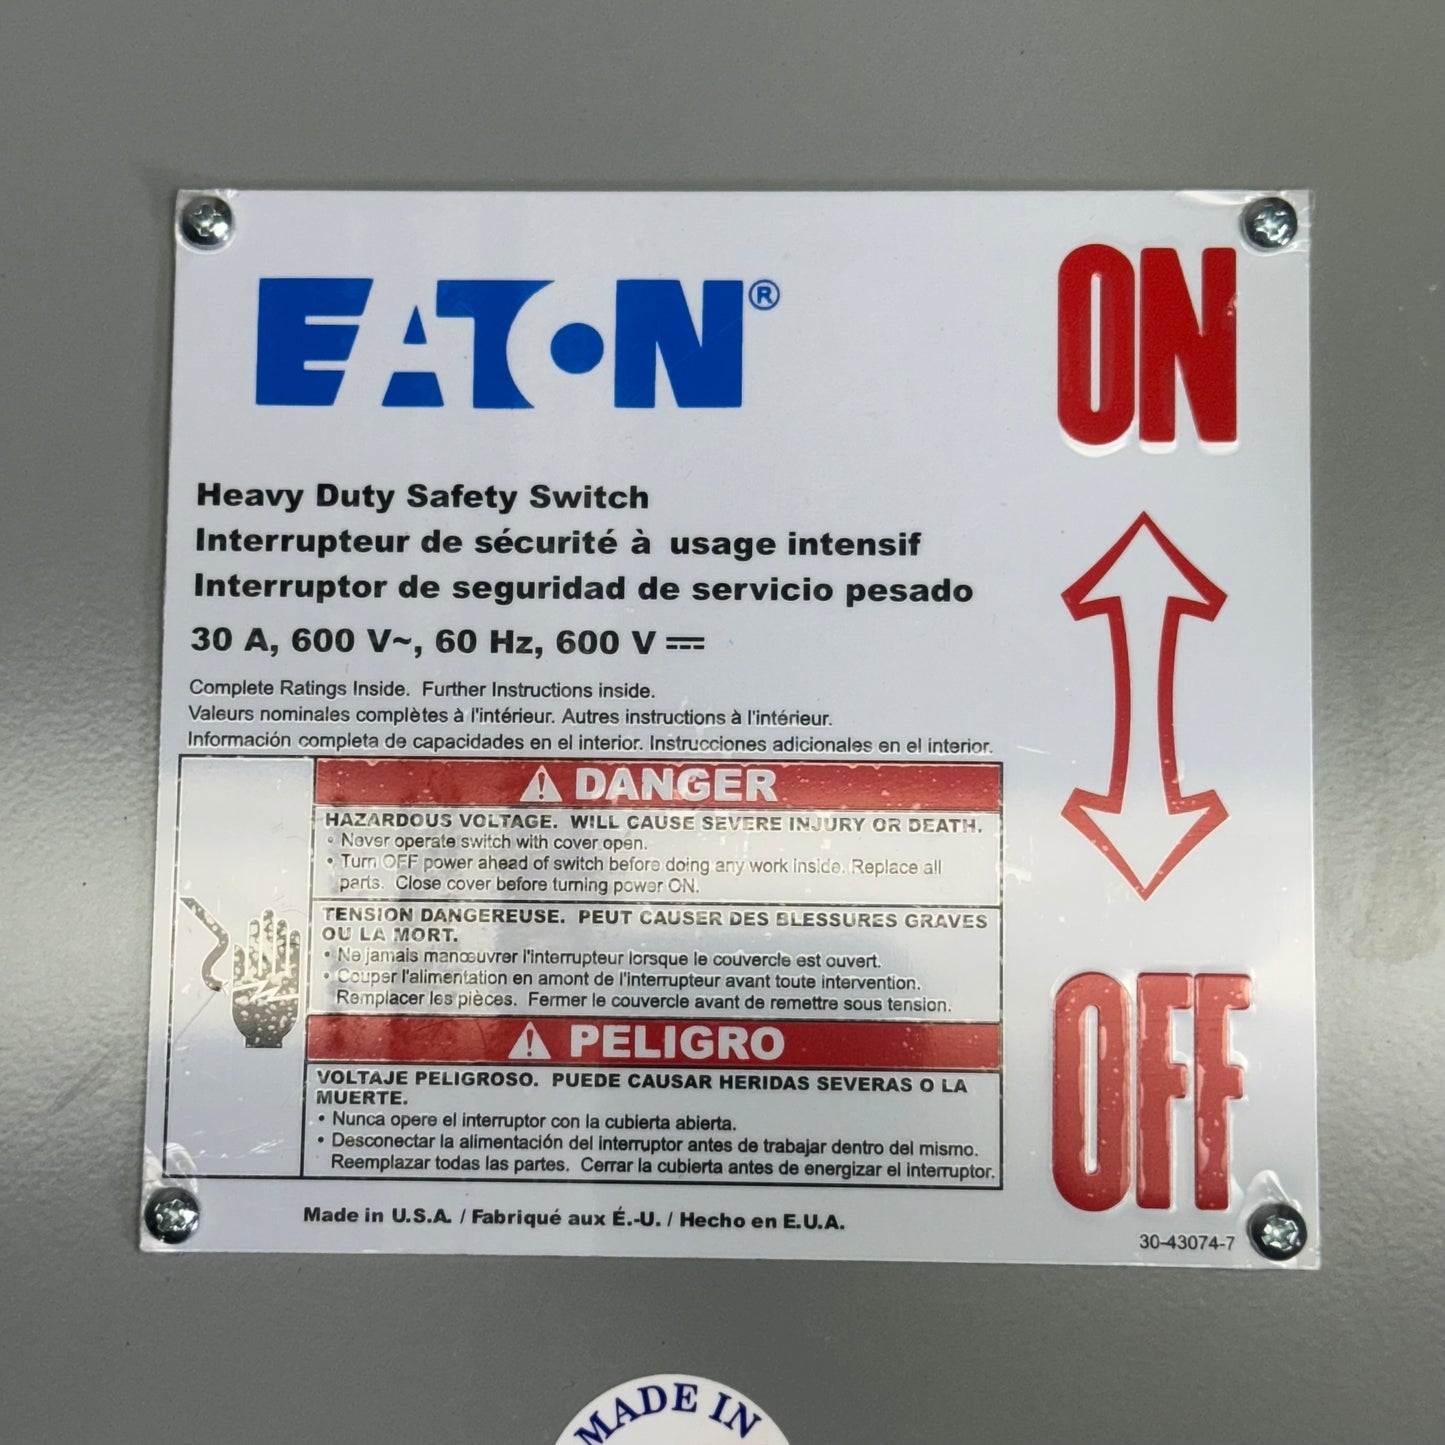 EATON®
ON
Heavy Duty Safety Switch
Interrupteur de sécurité à usage intensif
Interruptor de seguridad de servicio pesado
30 A, 600 V~, 60 Hz, 600 V ⎓
Complete Ratings Inside. Further Instructions inside.
Valeurs nominales complètes à l'intérieur. Autres instructions à l'intérieur.
Información completa de capacidades en el interior. Instrucciones adicionales en el interior.
⚠ DANGER
HAZARDOUS VOLTAGE. WILL CAUSE SEVERE INJURY OR DEATH.
• Never operate switch with cover open.
• Turn OFF power ahead of switch before doing any work inside. Replace all
parts. Close cover before turning power ON.
TENSION DANGEREUSE. PEUT CAUSER DES BLESSURES GRAVES
OU LA MORT.
• Ne jamais manœuvrer l'interrupteur lorsque le couvercle est ouvert.
• Couper l'alimentation en amont de l'interrupteur avant toute intervention.
Remplacer les pièces. Fermer le couvercle avant de remettre sous tension.
⚠ PELIGRO
VOLTAJE PELIGROSO. PUEDE CAUSAR HERIDAS SEVERAS O LA
MUERTE.
• Nunca opere el interruptor con la cubierta abierta.
• Desconectar la alimentación del interruptor antes de trabajar dentro del mismo.
Reemplazar todas las partes. Cerrar la cubierta antes de energizar el interruptor.
OFF
Made in U.S.A. / Fabriqué aux É.-U. / Hecho en E.U.A.
30-43074-7
MADE IN